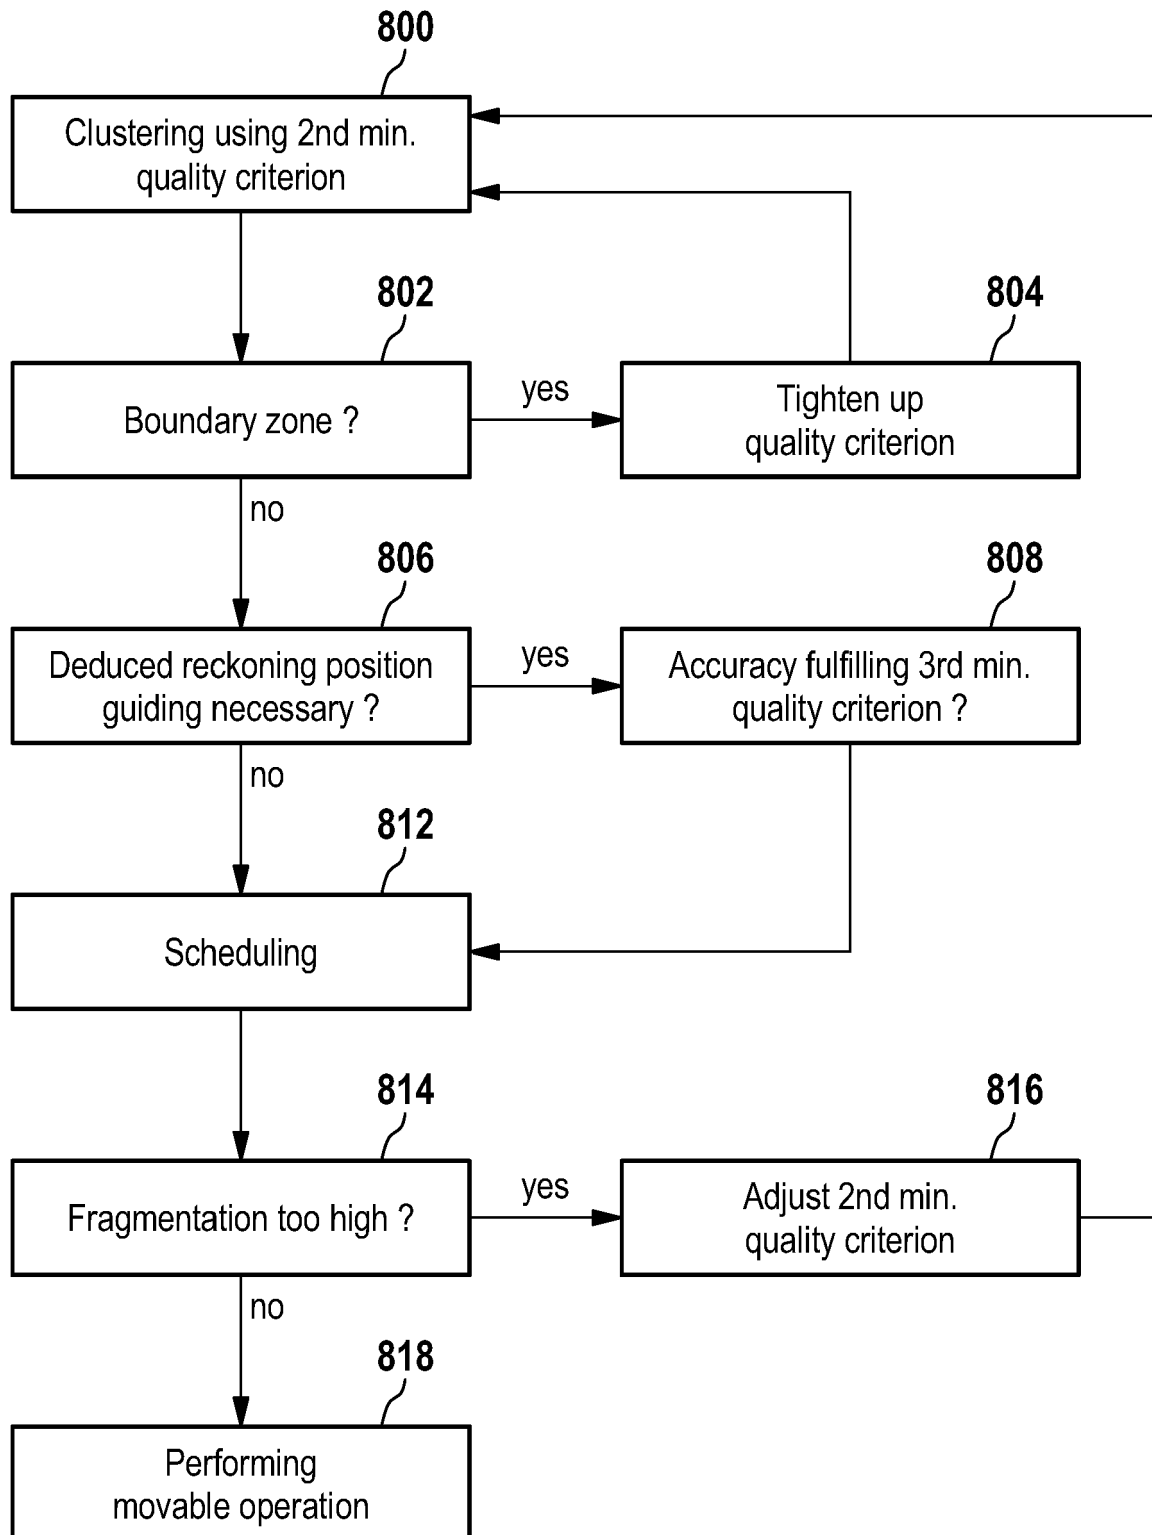 800
Clustering using 2nd min.
quality criterion
802
804
Boundary zone ?
yes
Tighten up
quality criterion
no
806
808
Deduced reckoning position
guiding necessary ?
yes
Accuracy fulfilling 3rd min.
quality criterion ?
no
812
Scheduling
814
816
Fragmentation too high ?
yes
Adjust 2nd min.
quality criterion
no
818
Performing
movable operation